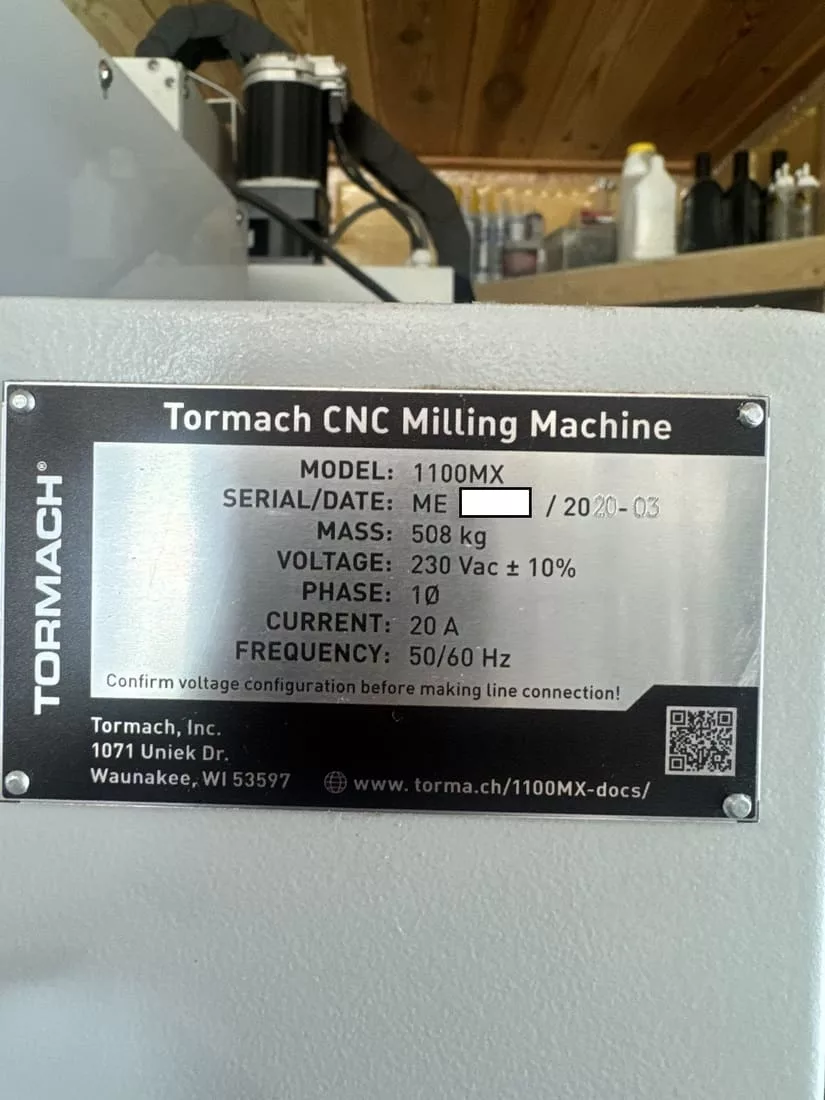 Tormach CNC Milling Machine
TORMACH®
MODEL: 1100MX
SERIAL/DATE: ME / 2020-03
MASS: 508 kg
VOLTAGE: 230 Vac ± 10%
PHASE: 1Ø
CURRENT: 20 A
FREQUENCY: 50/60 Hz
Confirm voltage configuration before making line connection!
Tormach, Inc.
1071 Uniek Dr.
Waunakee, WI 53597
www. torma.ch/1100MX-docs/